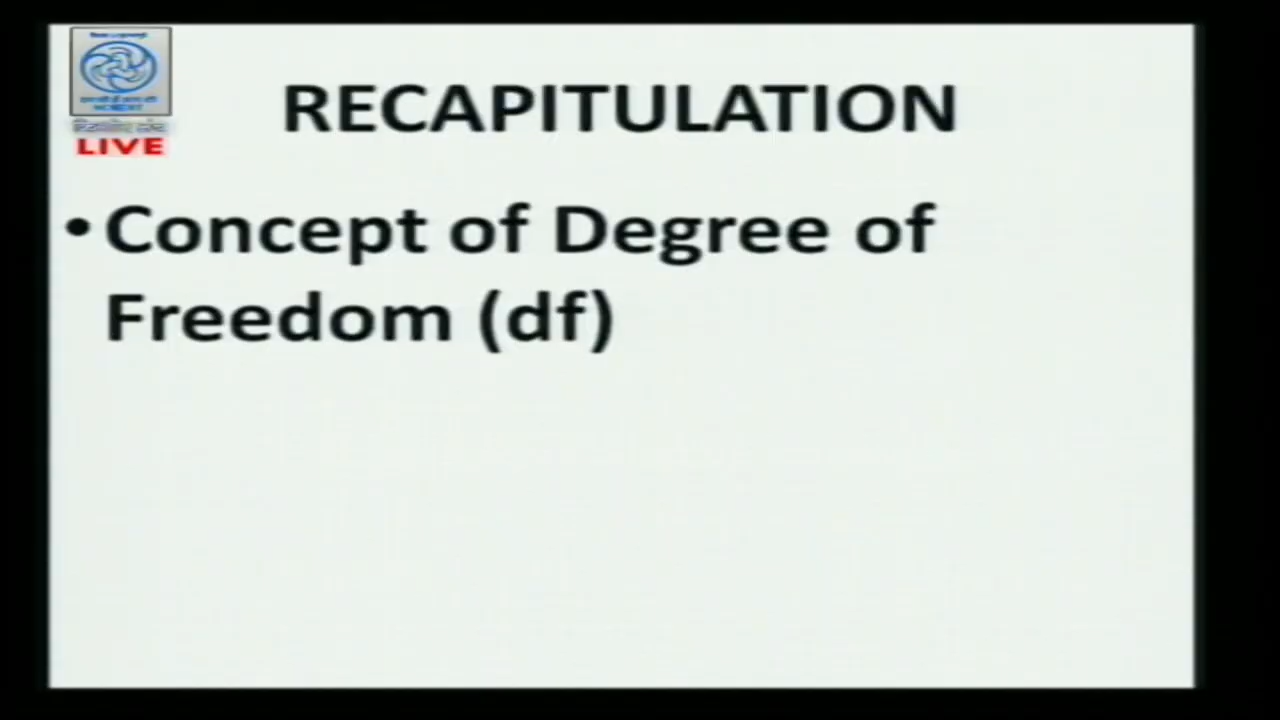 RECAPITULATION
LIVE
• Concept of Degree of
Freedom (df)